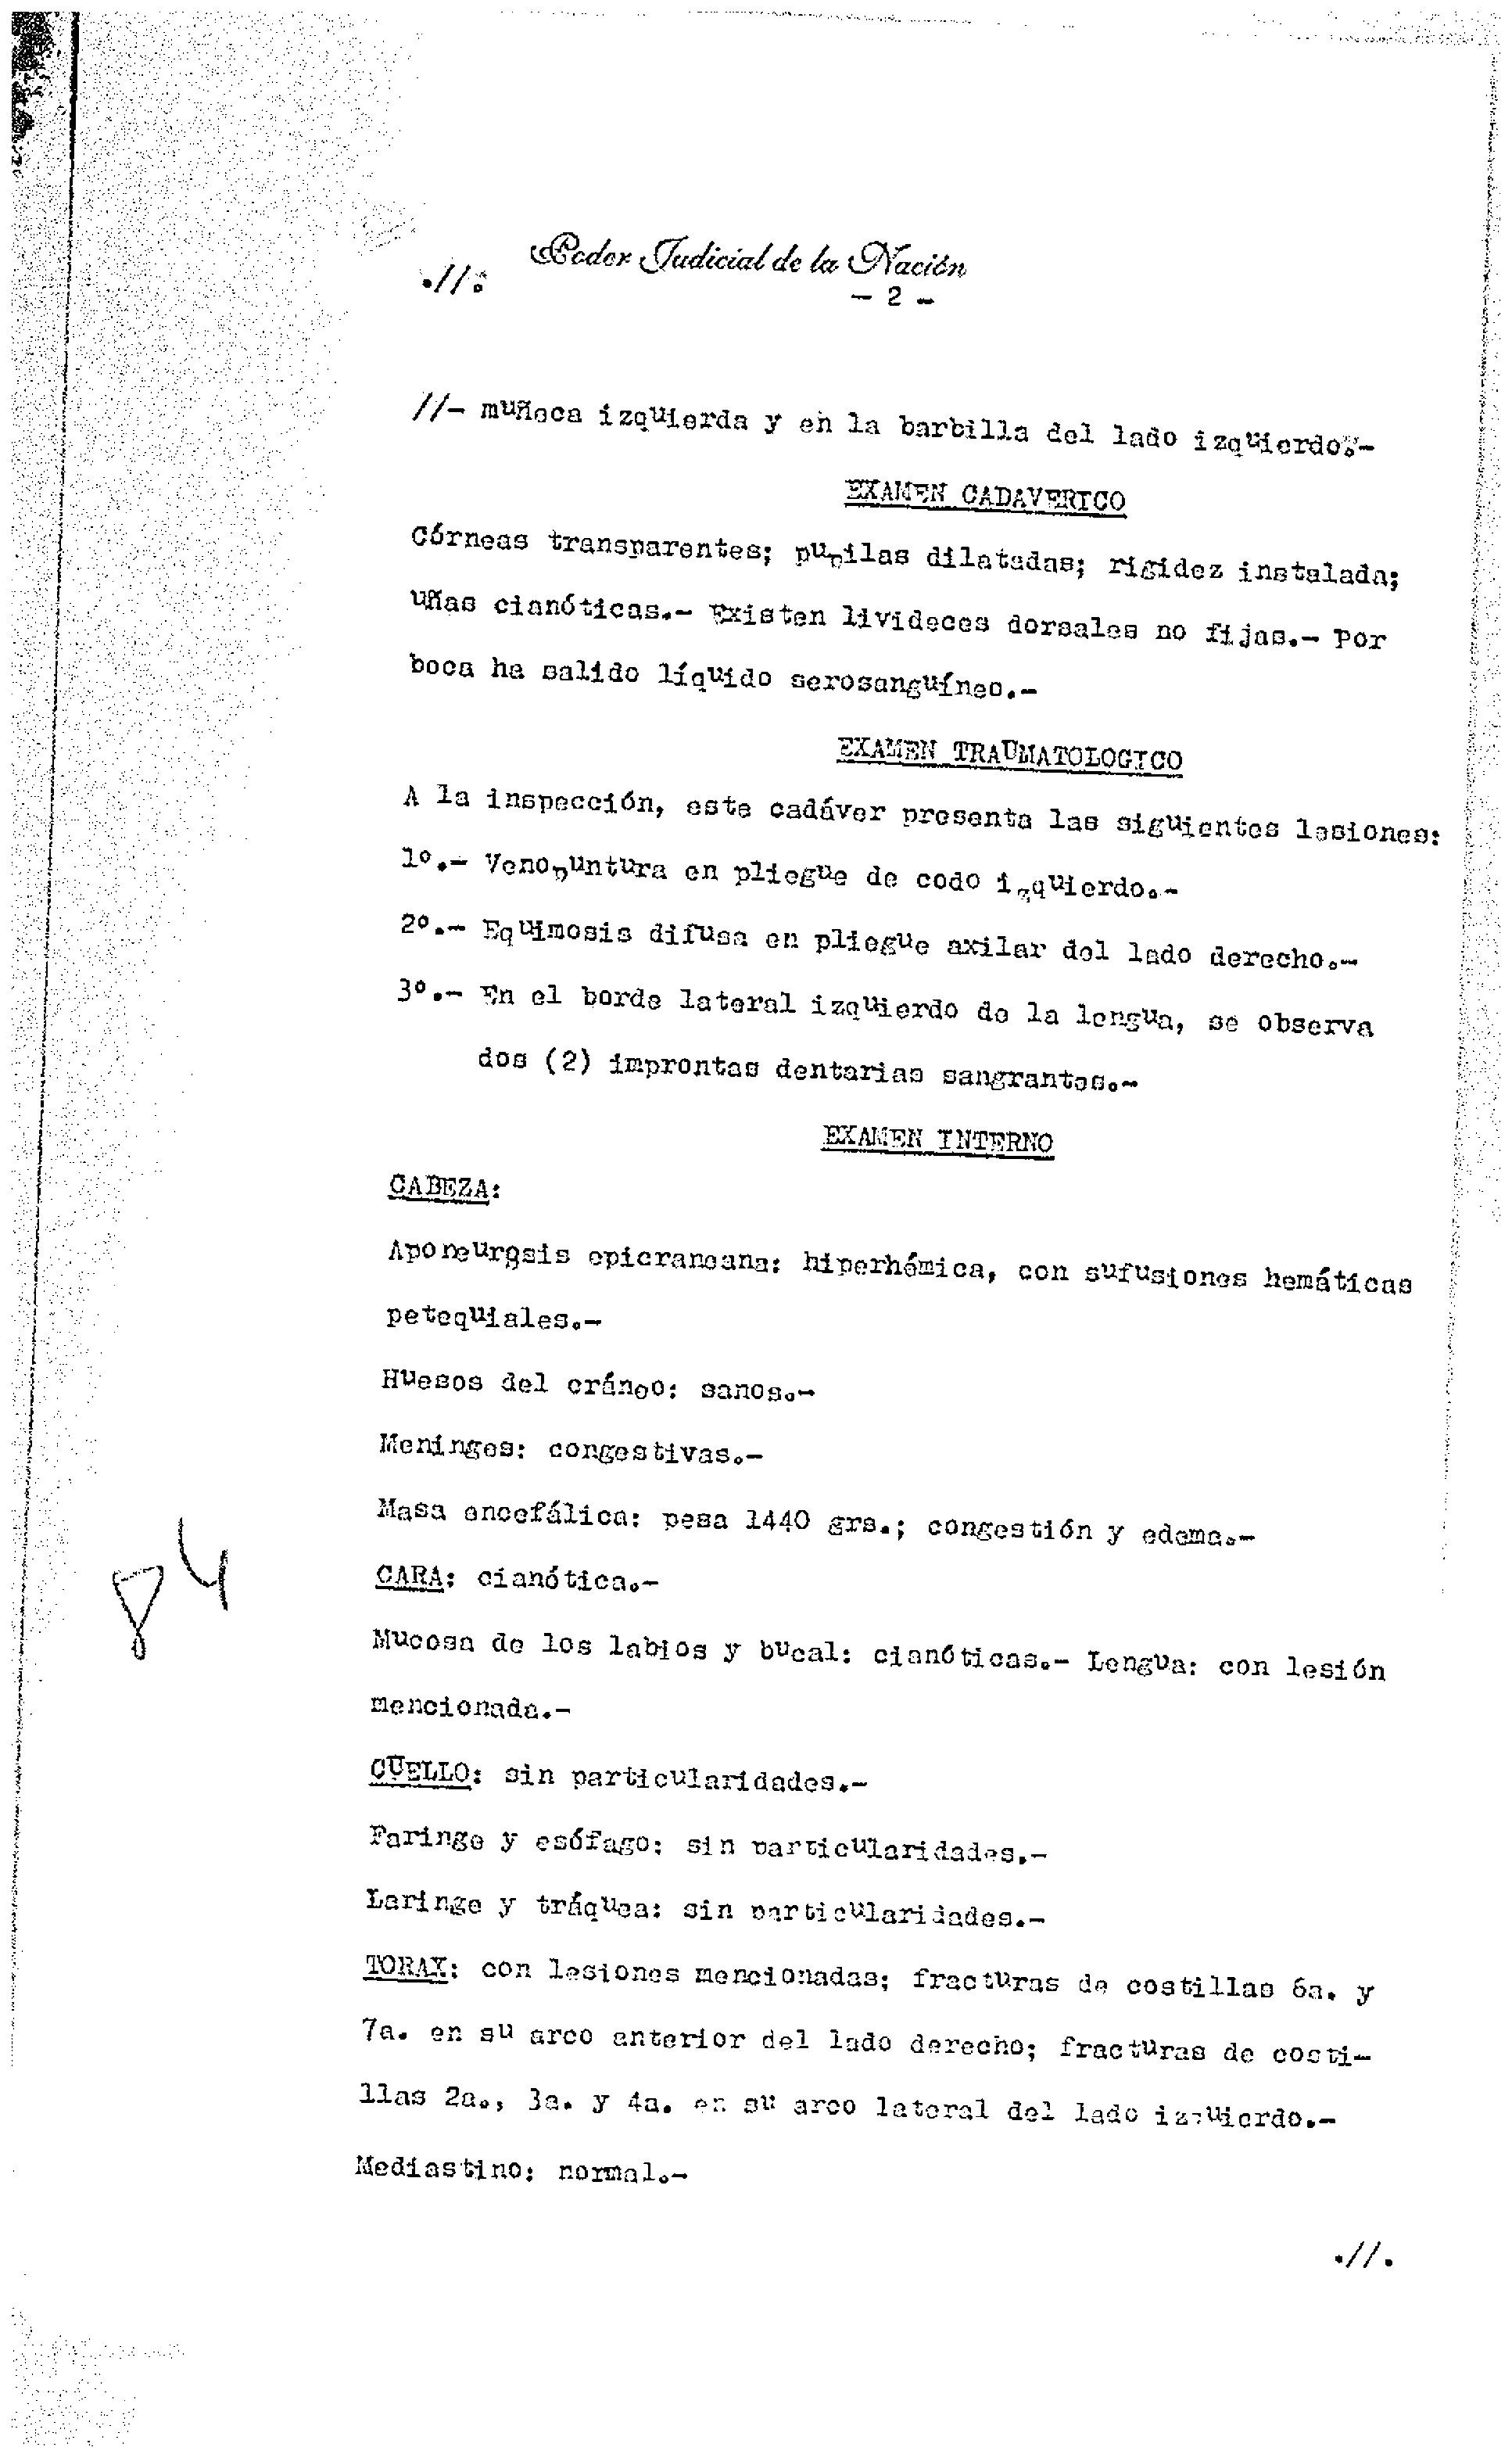 Poder Judicial de la Nación
.//.
- 2 -
//- muñeca izquierda y en la barbilla del lado izquierdo.-
EXAMEN CADAVERICO
Córneas transparentes; pupilas dilatadas; rigidez instalada;
uñas cianóticas.- Existen livideces dorsales no fijas.- Por
boca ha salido líquido serosanguíneo.-
EXAMEN TRAUMATOLOGICO
A la inspección, este cadáver presenta las siguientes lesiones:
1º.- Venopuntura en pliegue de codo izquierdo.-
2º.- Equimosis difusa en pliegue axilar del lado derecho.-
3º.- En el borde lateral izquierdo de la lengua, se observa
dos (2) improntas dentarias sangrantes.-
EXAMEN INTERNO
CABEZA:
Aponeurosis epicraneana: hiperhémica, con sufusiones hemáticas
petequiales.-
Huesos del cráneo: sanos.-
Meninges: congestivas.-
Masa encefálica: pesa 1440 grs.; congestión y edema.-
CARA: cianótica.-
Mucosa de los labios y bucal: cianóticas.- Lengua: con lesión
mencionada.-
CUELLO: sin particularidades.-
Faringe y esófago: sin particularidades.-
Laringe y tráquea: sin particularidades.-
TORAX: con lesiones mencionadas; fracturas de costillas 6a. y
7a. en su arco anterior del lado derecho; fracturas de costi-
llas 2a., 3a. y 4a. en su arco lateral del lado izquierdo.-
Mediastino: normal.-
.//.